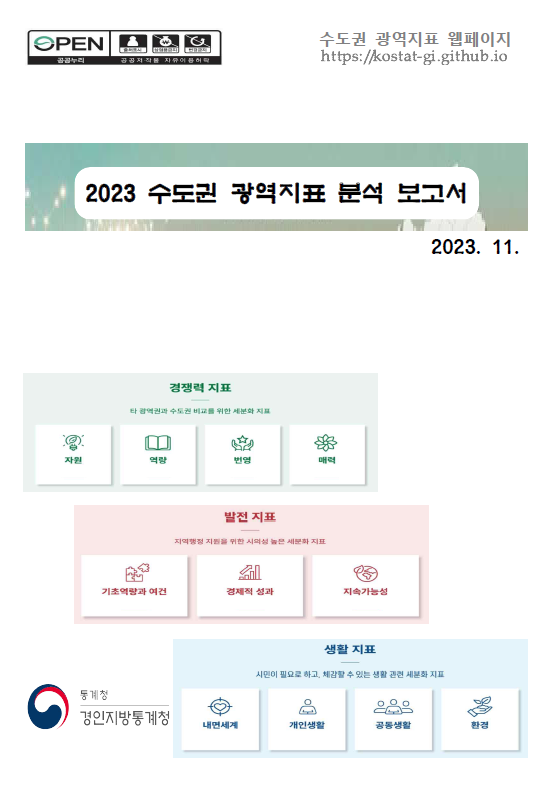 OPEN
출처표시 상업용금지 변경금지
공공누리 공공저작물 자유이용허락
수도권 광역지표 웹페이지
https://kostat-gi.github.io
2023 수도권 광역지표 분석 보고서
2023. 11.
경쟁력 지표
타 광역권과 수도권 비교를 위한 세분화 지표
자원 역량 번영 매력
발전 지표
지역행정 지원을 위한 시의성 높은 세분화 지표
기초역량과 여건 경제적 성과 지속가능성
생활 지표
시민이 필요로 하고, 체감할 수 있는 생활 관련 세분화 지표
내면세계 개인생활 공동생활 환경
통계청
경인지방통계청